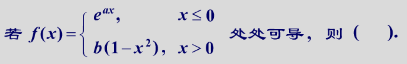 若 f(x)={ e^{ax}, x≤0
b(1−x²), x>0 处处可导，则（ ）.